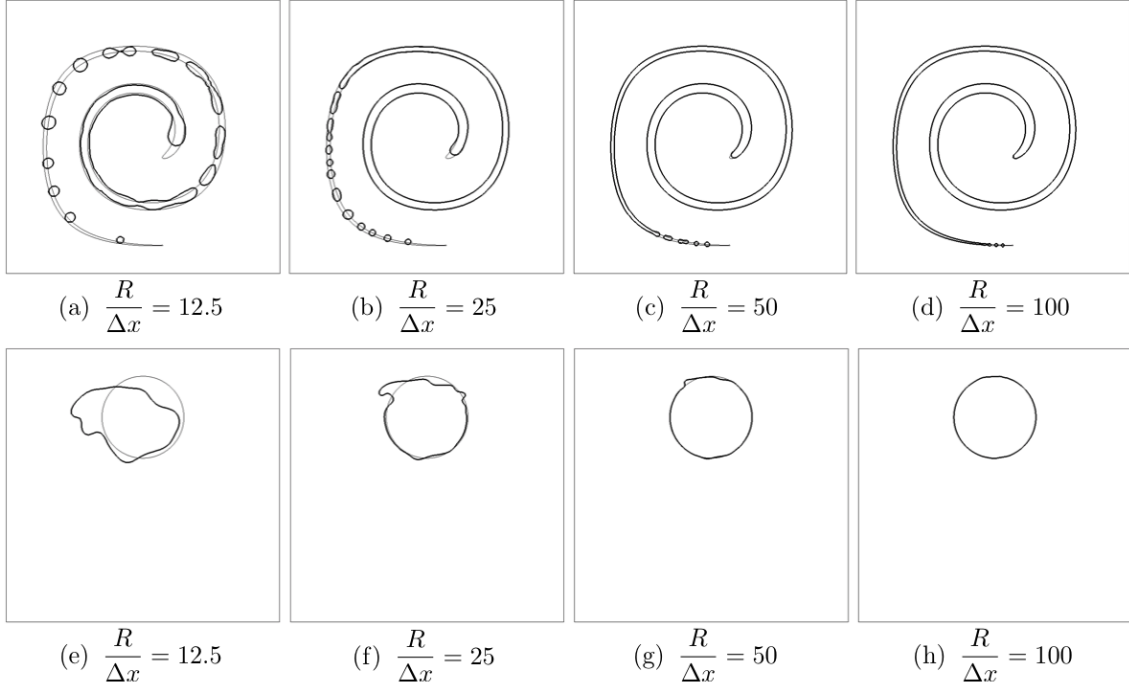 (a) R/Δx = 12.5
(b) R/Δx = 25
(c) R/Δx = 50
(d) R/Δx = 100
(e) R/Δx = 12.5
(f) R/Δx = 25
(g) R/Δx = 50
(h) R/Δx = 100